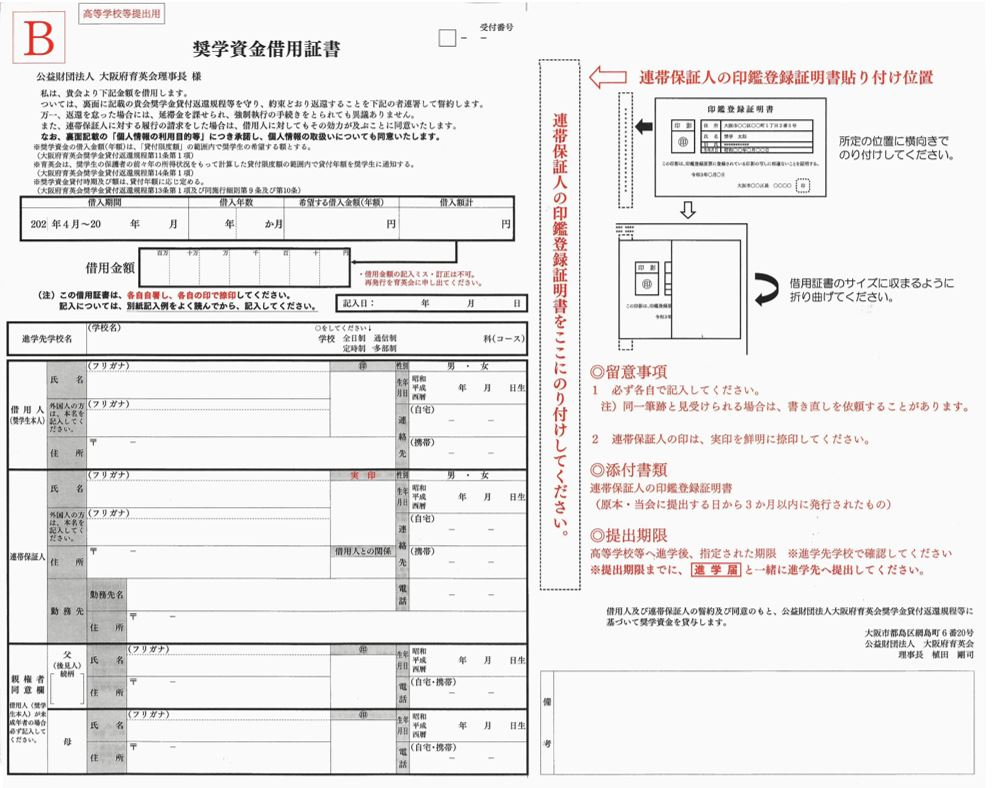 B
高等学校等提出用
受付番号
□－－
奨学資金借用証書
公益財団法人 大阪府育英会理事長 様
私は、貴会より下記金額を借用します。
ついては、裏面に記載の貴会奨学金貸付返還規程等を守り、約束どおり返還することを下記の者連署して誓約します。
万一、返還を怠った場合には、延滞金を課せられ、強制執行の手続きをとられても異議ありません。
また、連帯保証人に対する履行の請求をした場合は、借用人に対してもその効力が及ぶことに同意いたします。
なお、裏面記載の「個人情報の利用目的等」につき承諾し、個人情報の取扱いについても同意いたします。
※奨学資金の借入金額(年額)は、「貸付限度額」の範囲内で奨学生の希望する額とする。
(大阪府育英会奨学金貸付返還規程第11条第1項)
※育英会は、奨学生の保護者の前々年の所得状況をもって計算した貸付限度額の範囲内で貸付年額を奨学生に通知する。
(大阪府育英会奨学金貸付返還規程第14条第1項)
※奨学資金貸付時期及び額は、貸付年額に応じ定める。
(大阪府育英会奨学金貸付返還規程第13条第1項及び同施行細則第9条及び第10条)
借入期間 借入年数 希望する借入金額(年額) 借入額計
202 年4月～20 年 月 年 か月 円 円
借用金額
百万 十万 万 千 百 十 円
・借用金額の記入ミス・訂正は不可。
再発行を育英会に申し出てください。
(注) この借用証書は、各自自署し、各自の印で捺印してください。
記入については、別紙記入例をよく読んでから、記入してください。
記入日： 年 月 日
進学先学校名
(学校名)
○をしてください↓
学校 全日制 通信制 科(コース)
定時制 多部制
借用人
(奨学生本人)
氏名 (フリガナ) 印 性別 男・女
生年月日 昭和 平成 西暦 年 月 日生
外国人の方は、本名を記入してください。 (フリガナ)
連絡先 (自宅) － －
住所 〒 －
(携帯) － －
連帯保証人
氏名 (フリガナ) 実印 性別 男・女
生年月日 昭和 平成 西暦 年 月 日生
外国人の方は、本名を記入してください。 (フリガナ)
連絡先 (自宅) － －
住所 〒 － 借用人との関係
(携帯) － －
勤務先
勤務先名 電話 － －
住所 〒 －
親権者同意欄
借用人(奨学生本人)が未成年者の場合必ず記入してください。
父
(後見人)
続柄
氏名 (フリガナ) 印 生年月日 昭和 平成 西暦 年 月 日生
住所 〒 － 電話 (自宅・携帯) － －
母
氏名 (フリガナ) 印 生年月日 昭和 平成 西暦 年 月 日生
住所 〒 － 電話 (自宅・携帯) － －
連帯保証人の印鑑登録証明書をここにのり付けしてください。
連帯保証人の印鑑登録証明書貼り付け位置
印鑑登録証明書
印影
印
住所 大阪市○○区○○町1丁目2番3号
氏名 奨学 太郎
この印影は、印鑑登録原票に登録されている印影の写しに相違ないことを証明する。
令和3年○月○日
大阪市○○区長 ○○○○ 印
所定の位置に横向きで
のり付けしてください。
印影
印
この印影は、印
令和3
借用証書のサイズに収まるように
折り曲げてください。
◎留意事項
1 必ず各自で記入してください。
注）同一筆跡と見受けられる場合は、書き直しを依頼することがあります。
2 連帯保証人の印は、実印を鮮明に捺印してください。
◎添付書類
連帯保証人の印鑑登録証明書
（原本・当会に提出する日から3か月以内に発行されたもの）
◎提出期限
高等学校等へ進学後、指定された期限 ※進学先学校で確認してください
※提出期限までに、進学届と一緒に進学先へ提出してください。
借用人及び連帯保証人の誓約及び同意のもと、公益財団法人大阪府育英会奨学金貸付返還規程等に
基づいて奨学資金を貸与します。
大阪市都島区網島町6番20号
公益財団法人 大阪府育英会
理事長 植田 剛司
備考